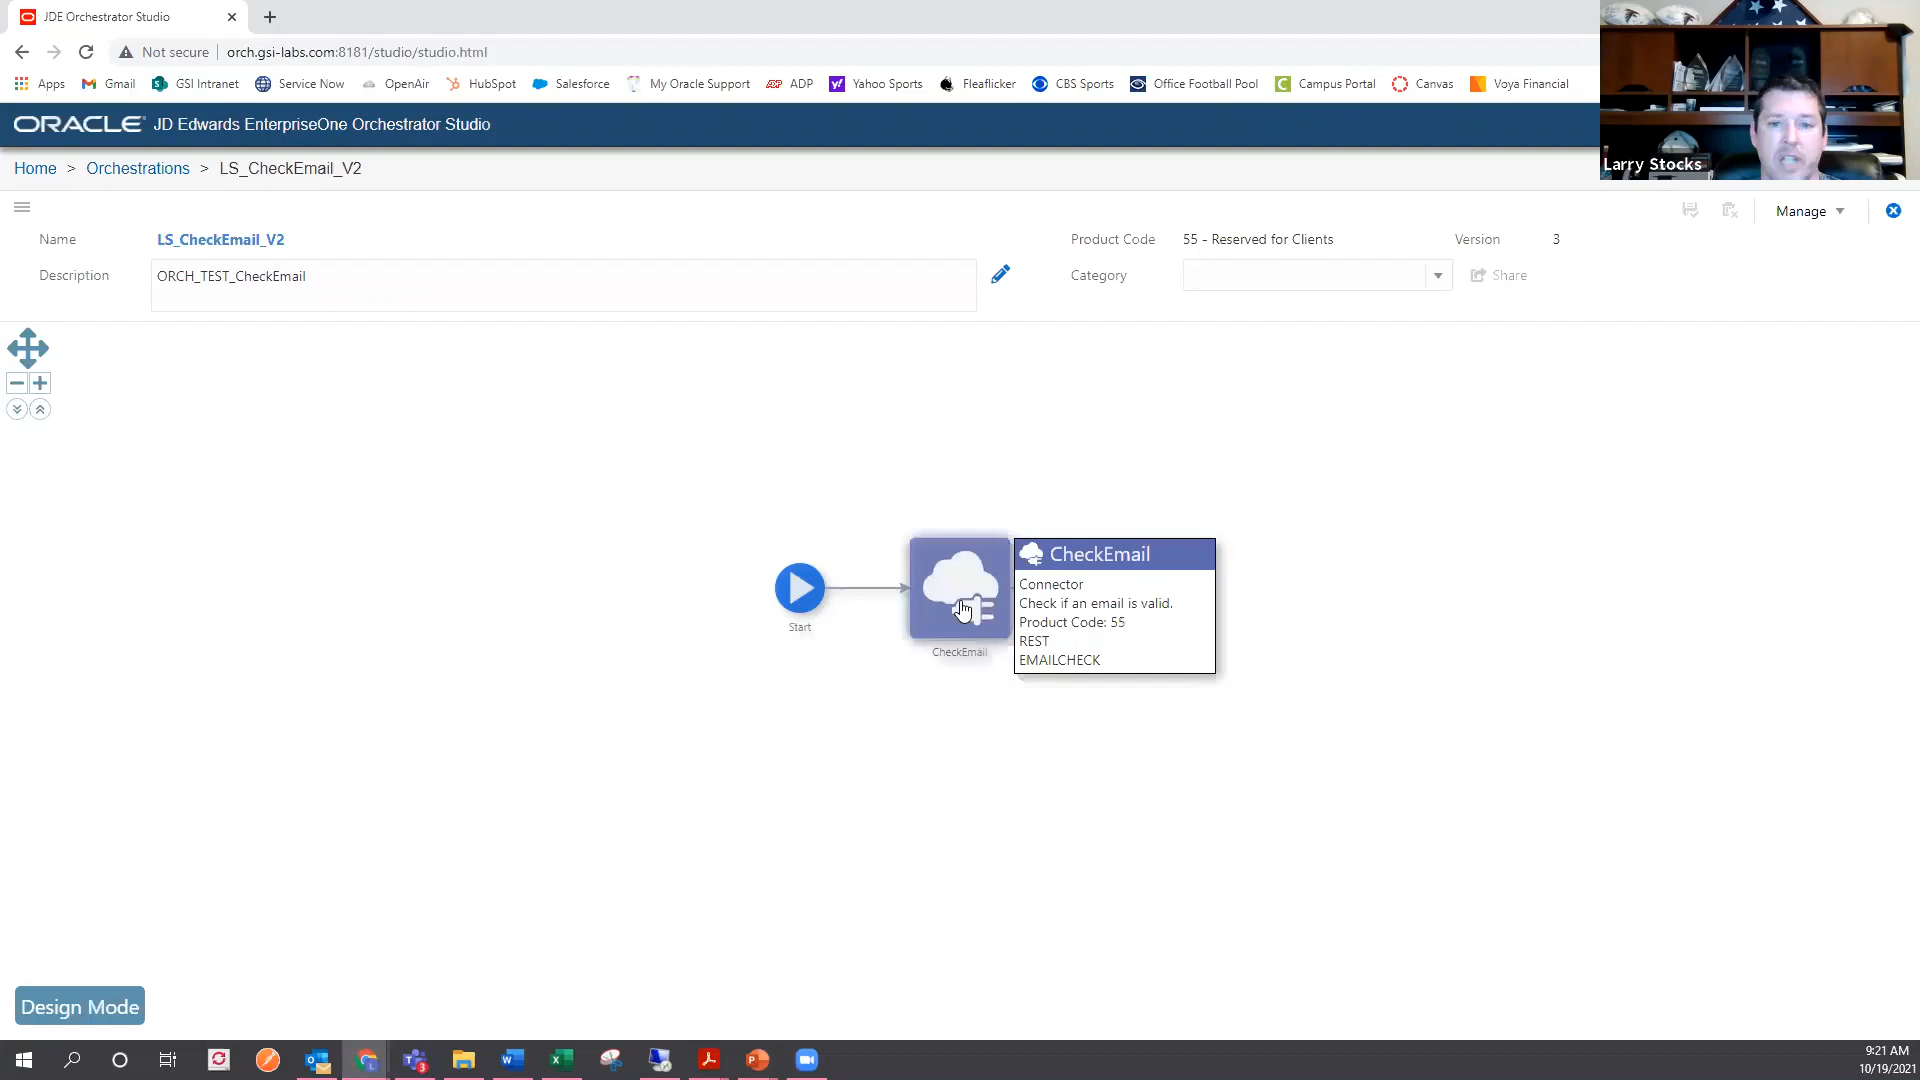 JDE Orchestrator Studio
Not secure orch.gsi-labs.com:8181/studio/studio.html
Apps Gmail GSI Intranet Service Now OpenAir HubSpot Salesforce My Oracle Support ADP Yahoo Sports Fleaflicker CBS Sports Office Football Pool Campus Portal Canvas Voya Financial
ORACLE JD Edwards EnterpriseOne Orchestrator Studio
Larry Stocks
Home > Orchestrations > LS_CheckEmail_V2
Manage
Name LS_CheckEmail_V2 Product Code 55 - Reserved for Clients Version 3
Description ORCH_TEST_CheckEmail Category Share
CheckEmail
Connector
Check if an email is valid.
Product Code: 55
REST
EMAILCHECK
Start
CheckEmail
Design Mode
9:21 AM
10/19/2021